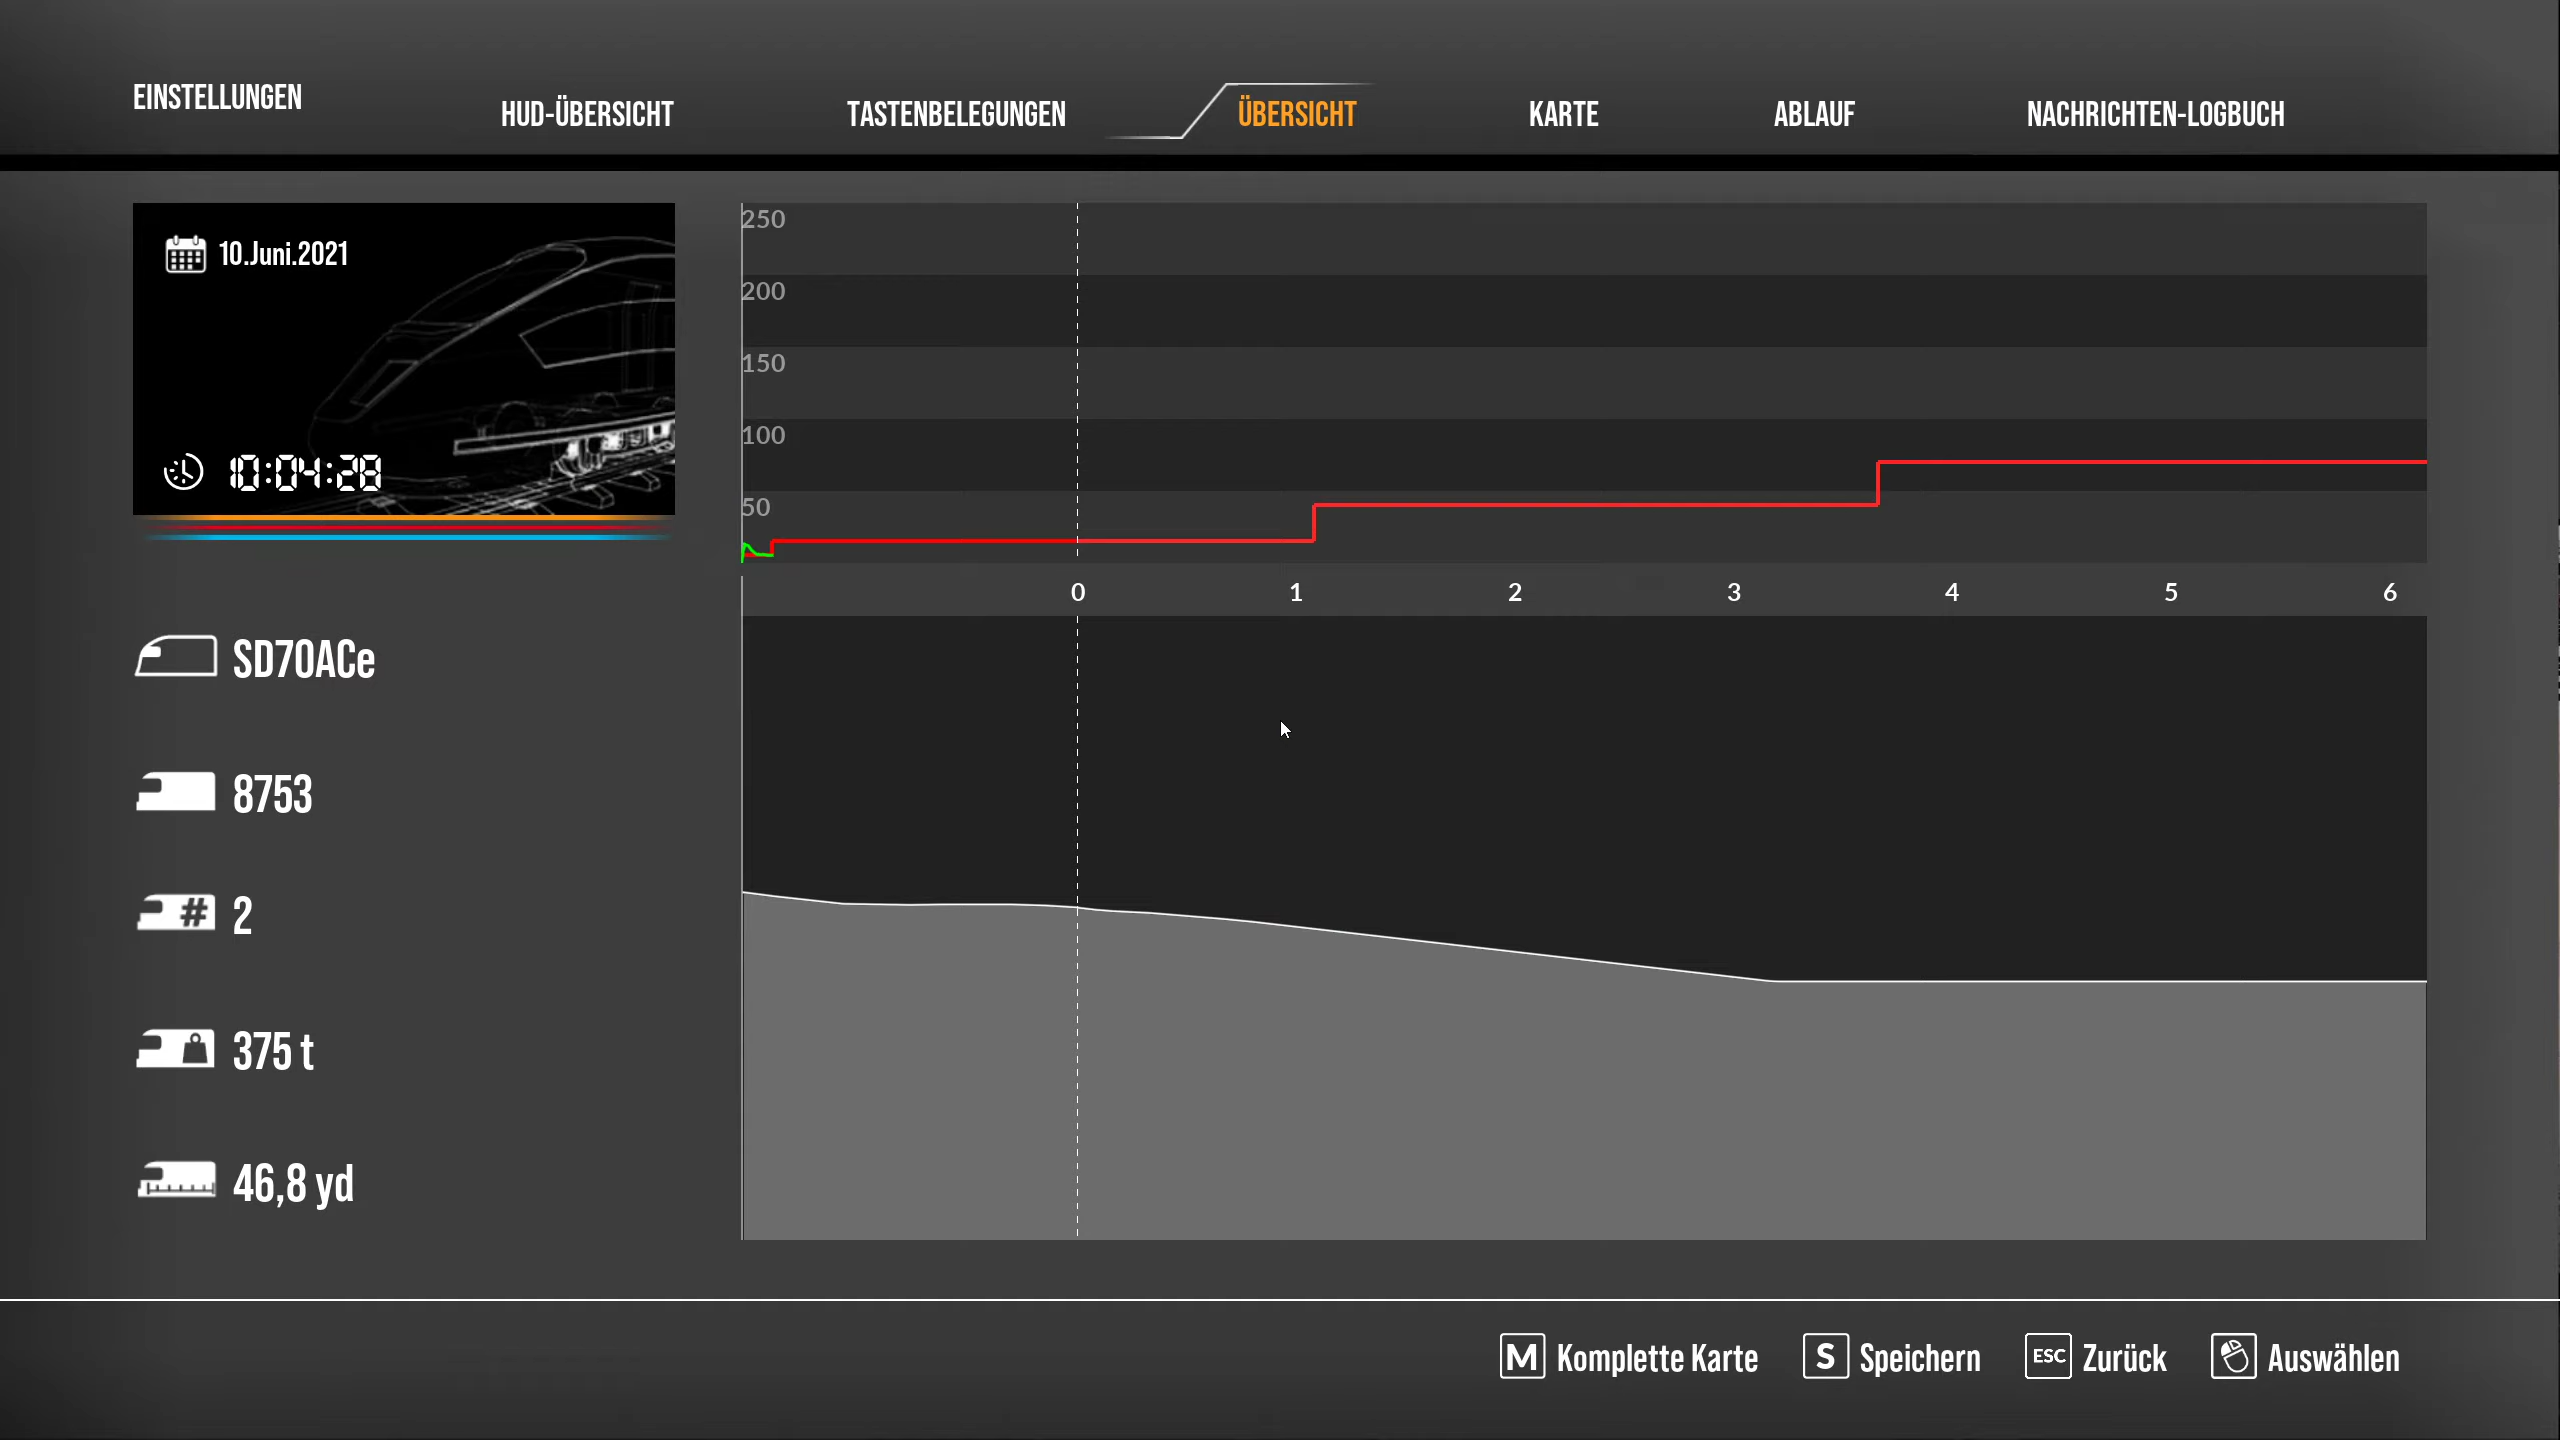 EINSTELLUNGEN
HUD-ÜBERSICHT
TASTENBELEGUNGEN
ÜBERSICHT
KARTE
ABLAUF
NACHRICHTEN-LOGBUCH
10.Juni.2021
10:04:28
SD70ACe
8753
# 2
375 t
46,8 yd
250
200
150
100
50
0 1 2 3 4 5 6
M Komplette Karte
S Speichern
ESC Zurück
Auswählen